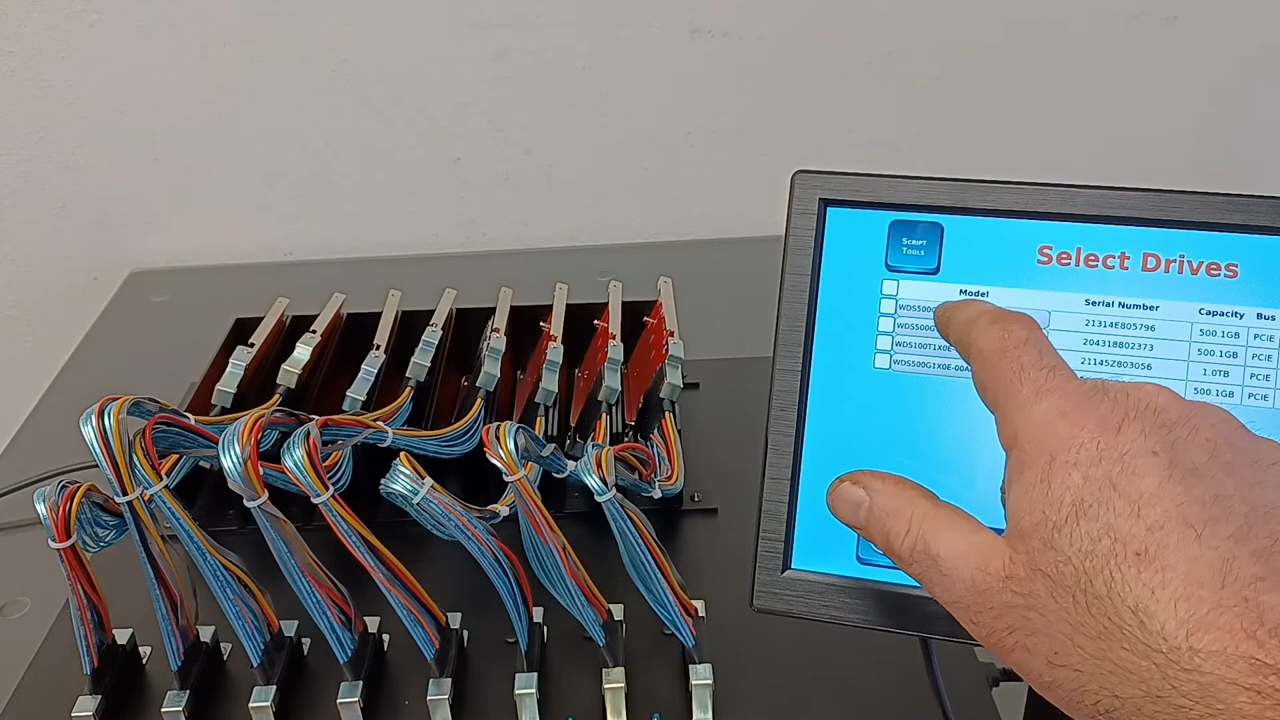 SCRIPT
TOOLS
Select Drives
Model Serial Number Capacity Bus
WDS500G 21314E805796 500.1GB PCIE
WDS500G 204318802373 500.1GB PCIE
WDS100T1X0E- 21145Z803056 1.0TB PCIE
WDS500G1X0E-00A 500.1GB PCIE